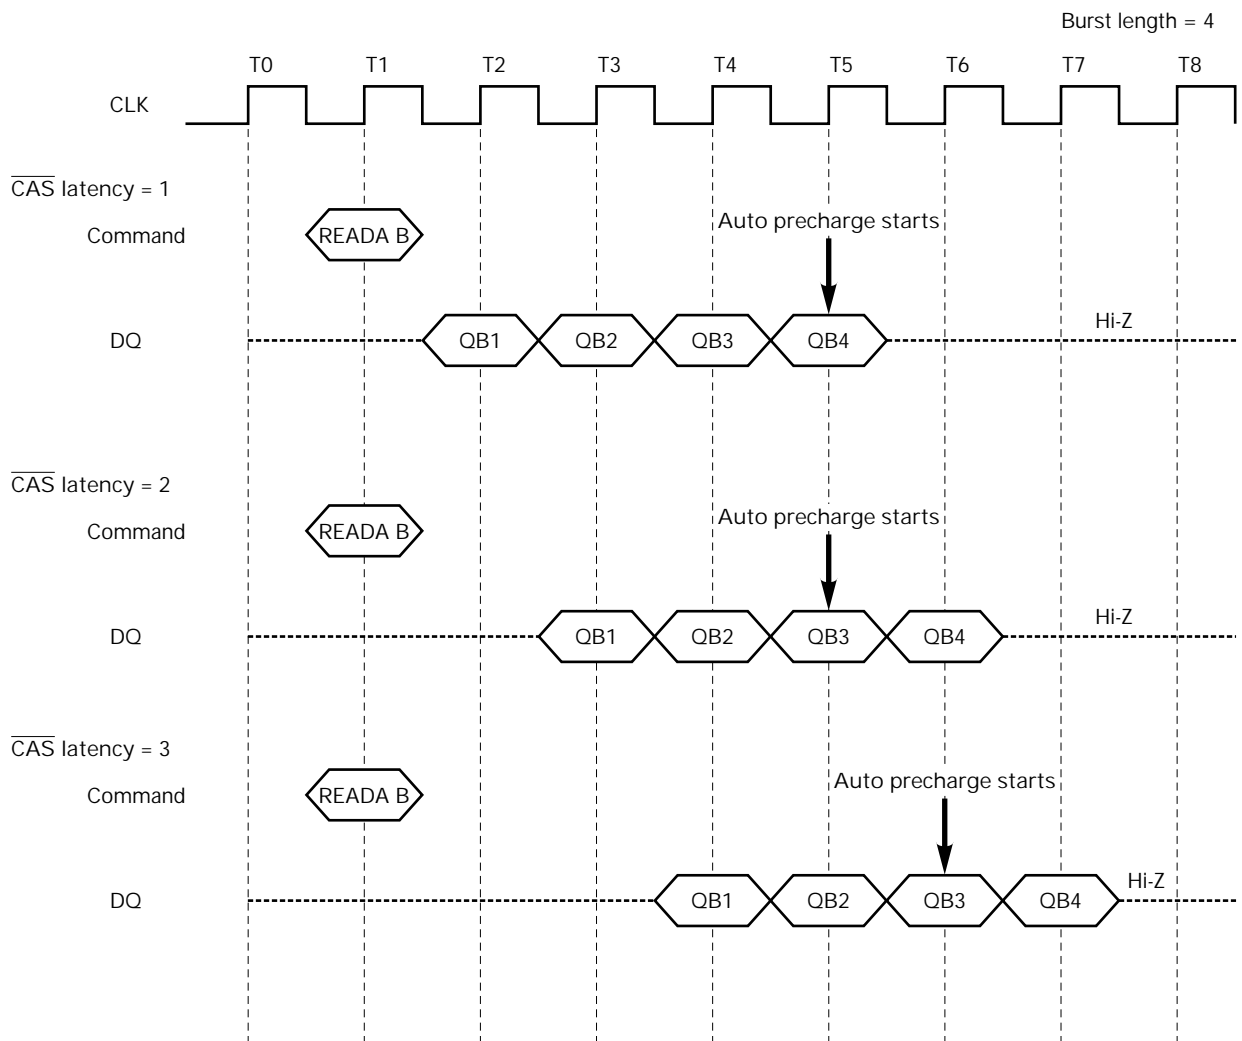 Burst length = 4
T0 T1 T2 T3 T4 T5 T6 T7 T8
CLK
CAS latency = 1
Auto precharge starts
Command READA B
DQ QB1 QB2 QB3 QB4 Hi-Z
CAS latency = 2
Auto precharge starts
Command READA B
DQ QB1 QB2 QB3 QB4 Hi-Z
CAS latency = 3
Auto precharge starts
Command READA B
DQ QB1 QB2 QB3 QB4 Hi-Z